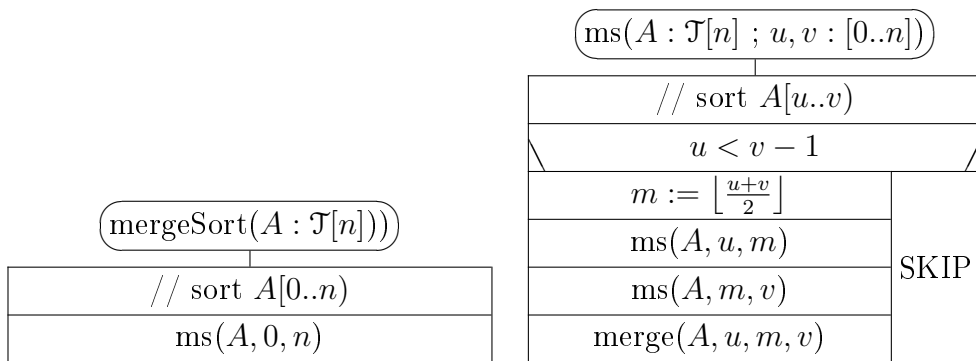 mergeSort(A : 𝒯[n]))
// sort A[0..n)
ms(A, 0, n)
ms(A : 𝒯[n] ; u, v : [0..n])
// sort A[u..v)
u < v − 1
m := ⌊(u+v)/2⌋
ms(A, u, m)
ms(A, m, v)
merge(A, u, m, v)
SKIP